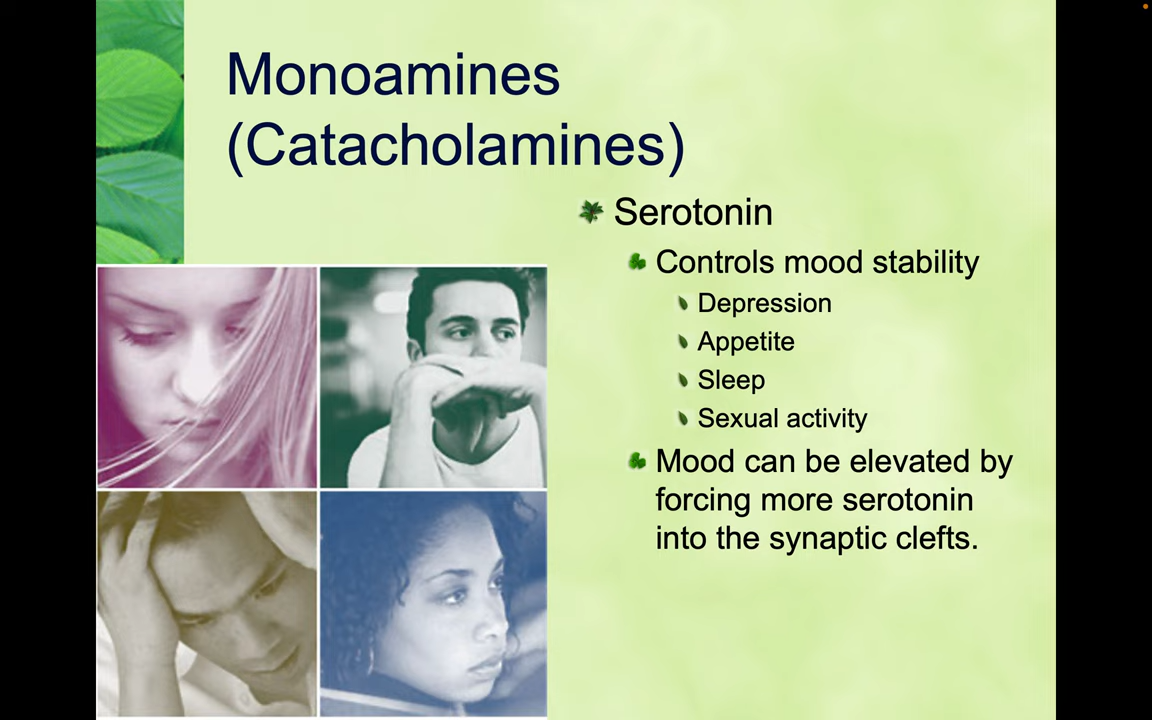 Monoamines
(Catacholamines)
Serotonin
Controls mood stability
Depression
Appetite
Sleep
Sexual activity
Mood can be elevated by
forcing more serotonin
into the synaptic clefts.